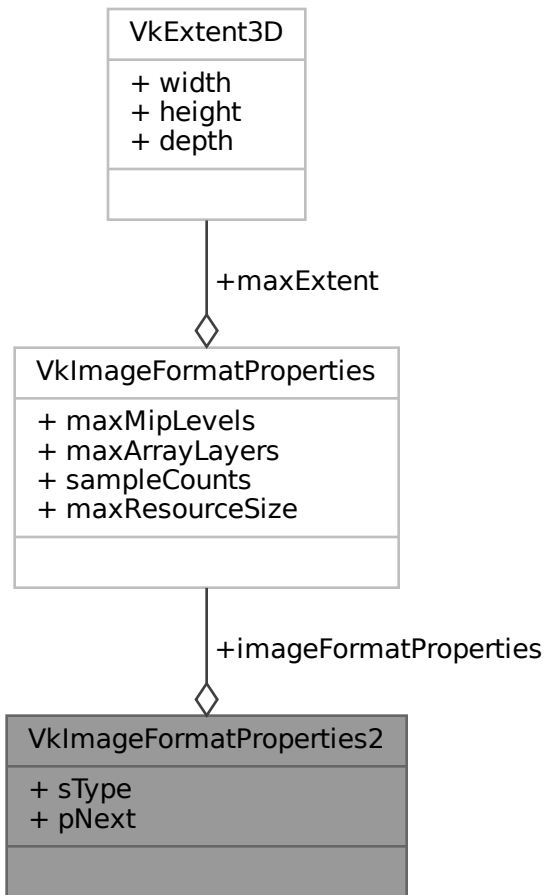 VkExtent3D
+ width
+ height
+ depth
+maxExtent
VkImageFormatProperties
+ maxMipLevels
+ maxArrayLayers
+ sampleCounts
+ maxResourceSize
+imageFormatProperties
VkImageFormatProperties2
+ sType
+ pNext